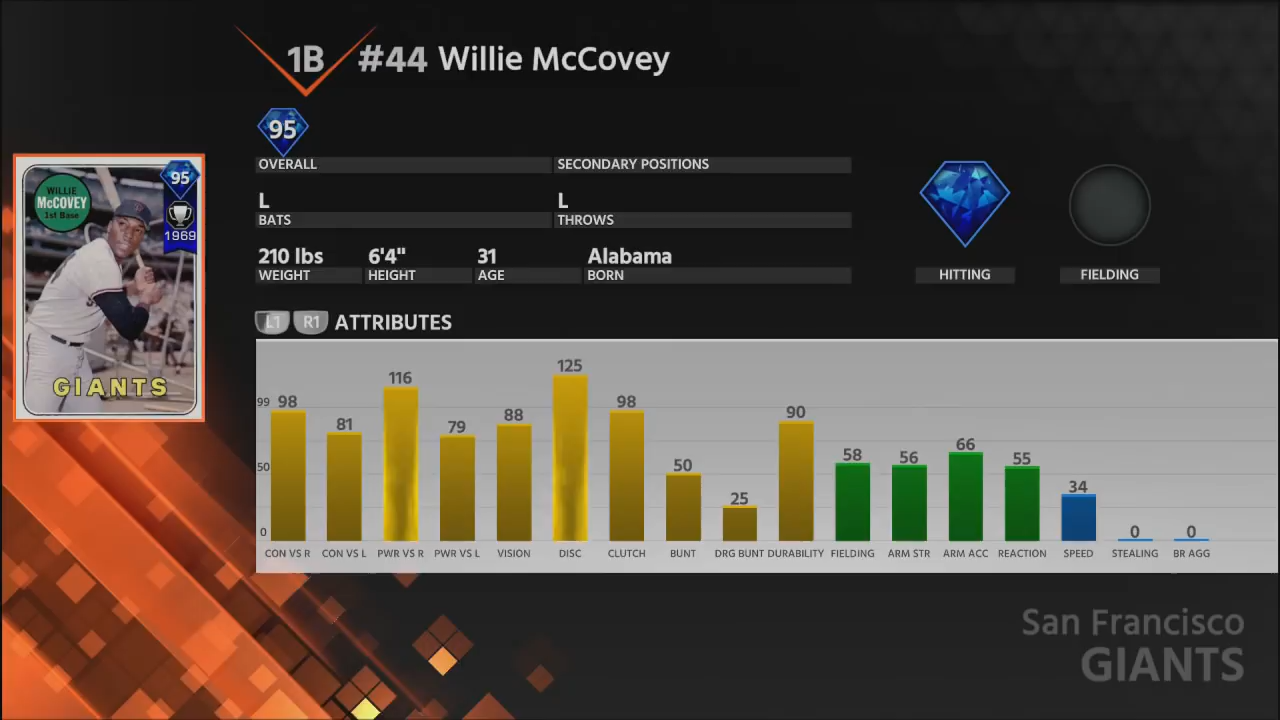 1B #44 Willie McCovey
95
OVERALL SECONDARY POSITIONS
L L
BATS THROWS
210 lbs 6'4" 31 Alabama
WEIGHT HEIGHT AGE BORN
HITTING FIELDING
WILLIE
McCOVEY
1st Base
95
1969
GIANTS
L1 R1 ATTRIBUTES
99
50
0
98 81 116 79 88 125 98 50 25 90 58 56 66 55 34 0 0
CON VS R CON VS L PWR VS R PWR VS L VISION DISC CLUTCH BUNT DRG BUNT DURABILITY FIELDING ARM STR ARM ACC REACTION SPEED STEALING BR AGG
San Francisco
GIANTS